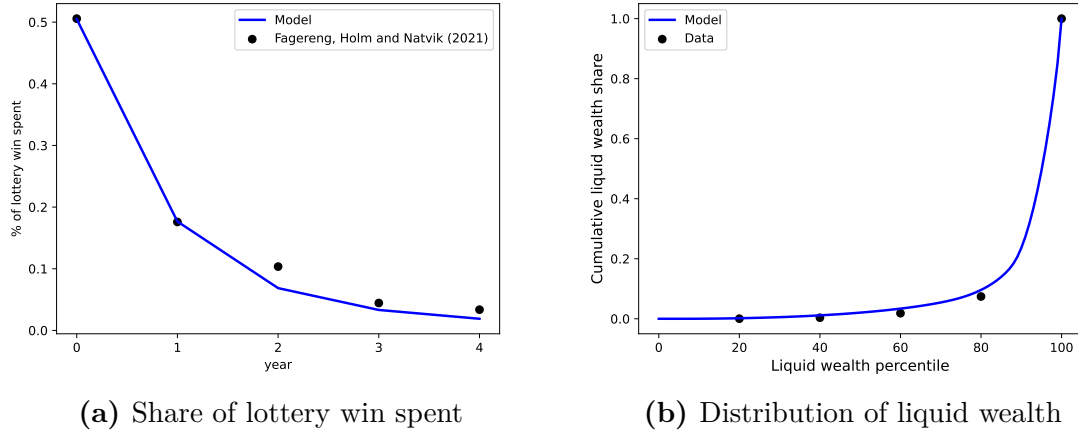 0.5
0.4
0.3
0.2
0.1
0.0
% of lottery win spent
Model
Fagereng, Holm and Natvik (2021)
0 1 2 3 4
year
(a) Share of lottery win spent
1.0
0.8
0.6
0.4
0.2
0.0
Cumulative liquid wealth share
Model
Data
0 20 40 60 80 100
Liquid wealth percentile
(b) Distribution of liquid wealth